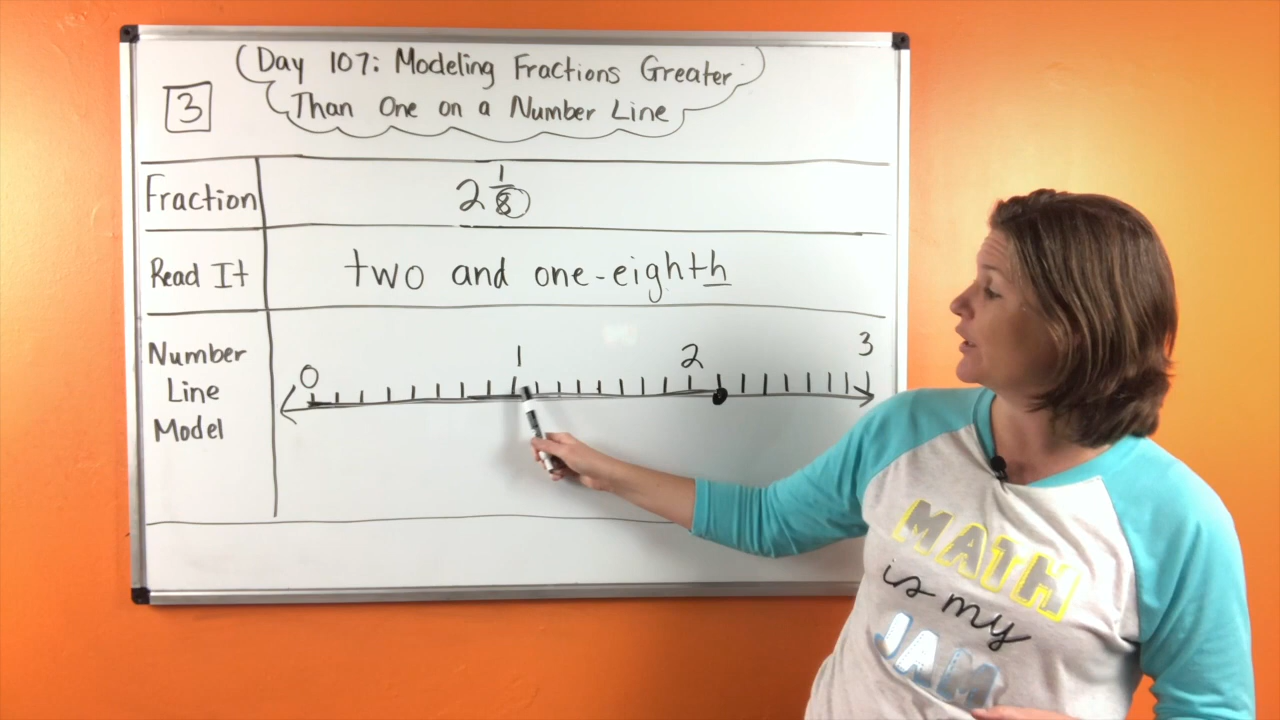 Day 107: Modeling Fractions Greater
3
Than One on a Number Line
Fraction
2 1/8
Read It
two and one-eighth
Number
Line
Model
0 1 2 3
MATH
is my
JAM